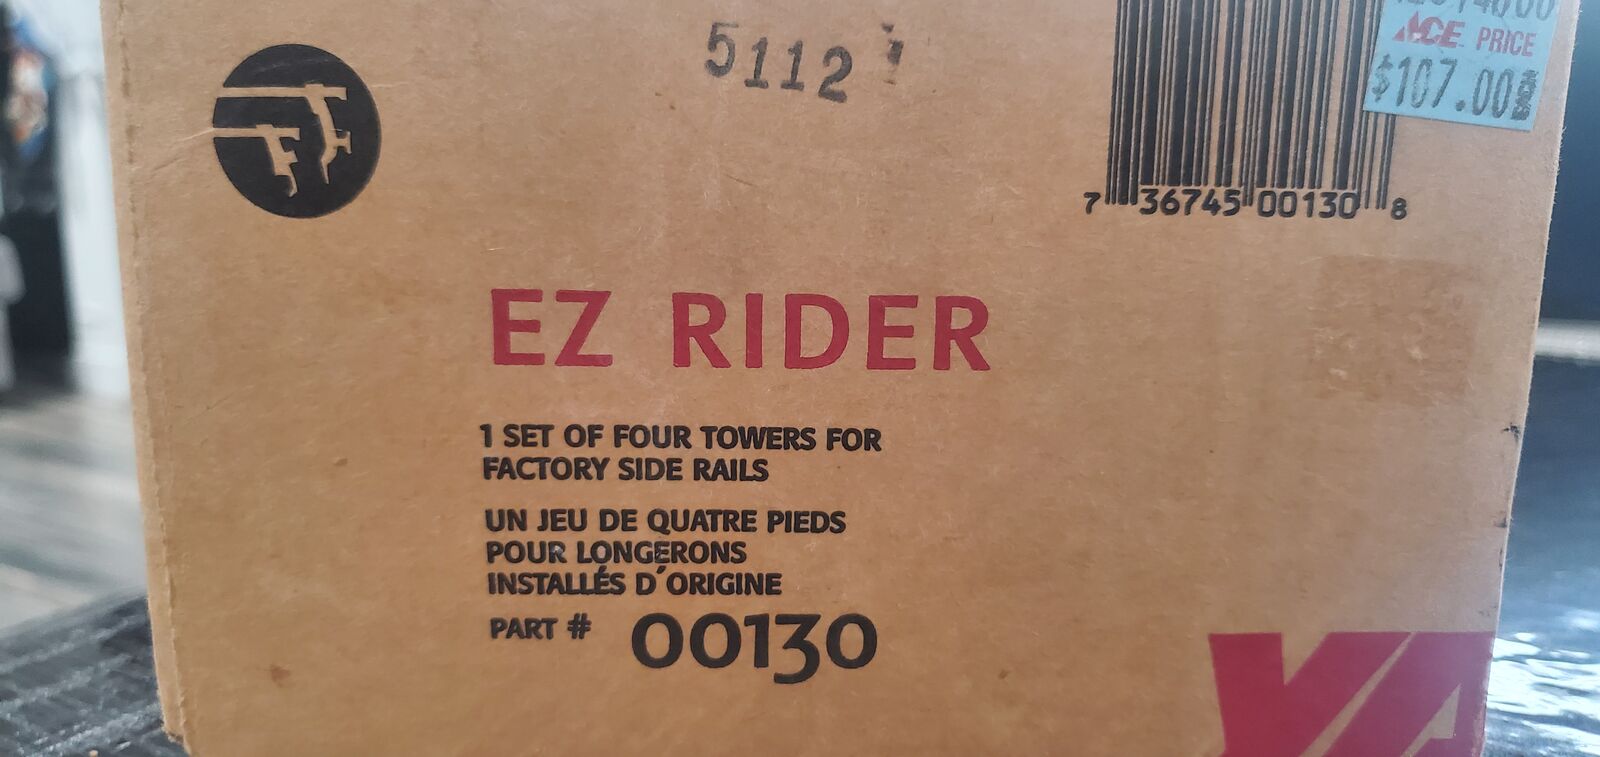 5112
ACE PRICE
$107.00
7 36745 00130 8
EZ RIDER
1 SET OF FOUR TOWERS FOR
FACTORY SIDE RAILS
UN JEU DE QUATRE PIEDS
POUR LONGERONS
INSTALLÉS D'ORIGINE
PART # 00130